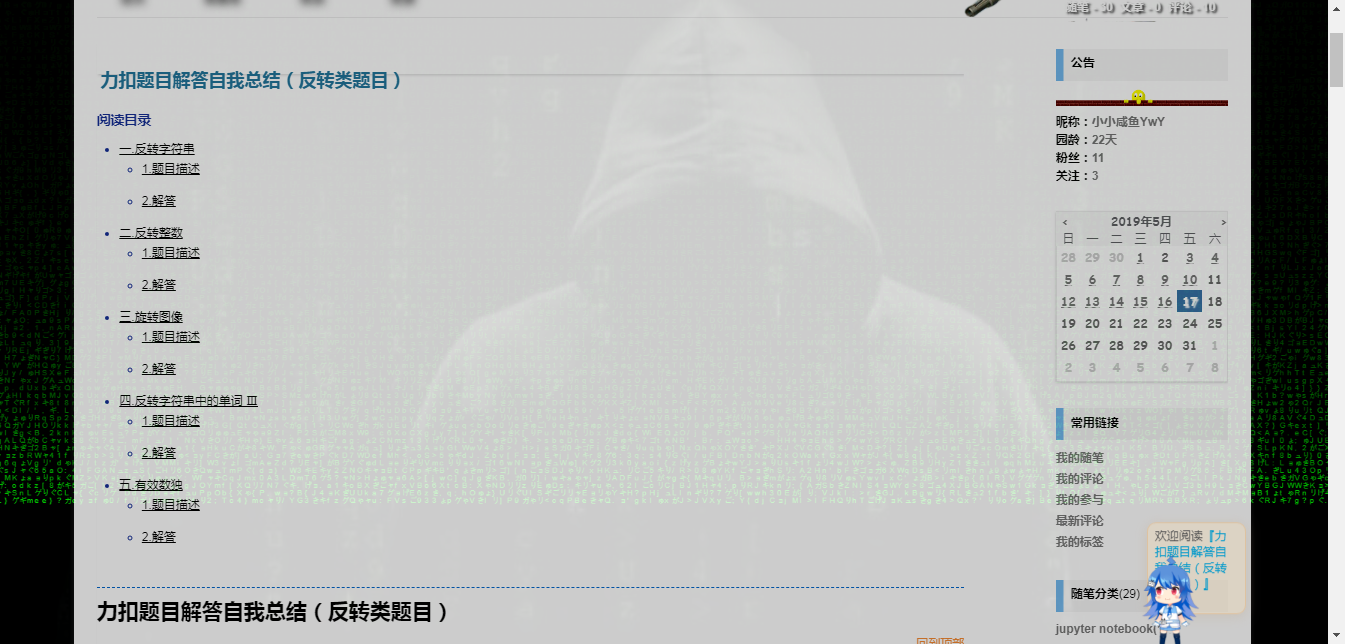 随笔 - 30 文章 - 0 评论 - 10
力扣题目解答自我总结（反转类题目）
阅读目录
一.反转字符串
1.题目描述
2.解答
二.反转整数
1.题目描述
2.解答
三.旋转图像
1.题目描述
2.解答
四.反转字符串中的单词 III
1.题目描述
2.解答
五.有效数独
1.题目描述
2.解答
力扣题目解答自我总结（反转类题目）
回到顶部
公告
昵称：小小咸鱼YwY
园龄：22天
粉丝：11
关注：3
< 2019年5月 >
日 一 二 三 四 五 六
28 29 30 1 2 3 4
5 6 7 8 9 10 11
12 13 14 15 16 17 18
19 20 21 22 23 24 25
26 27 28 29 30 31 1
2 3 4 5 6 7 8
常用链接
我的随笔
我的评论
我的参与
最新评论
我的标签
随笔分类(29)
jupyter notebook(
欢迎阅读『力
扣题目解答自
结（反转
）』